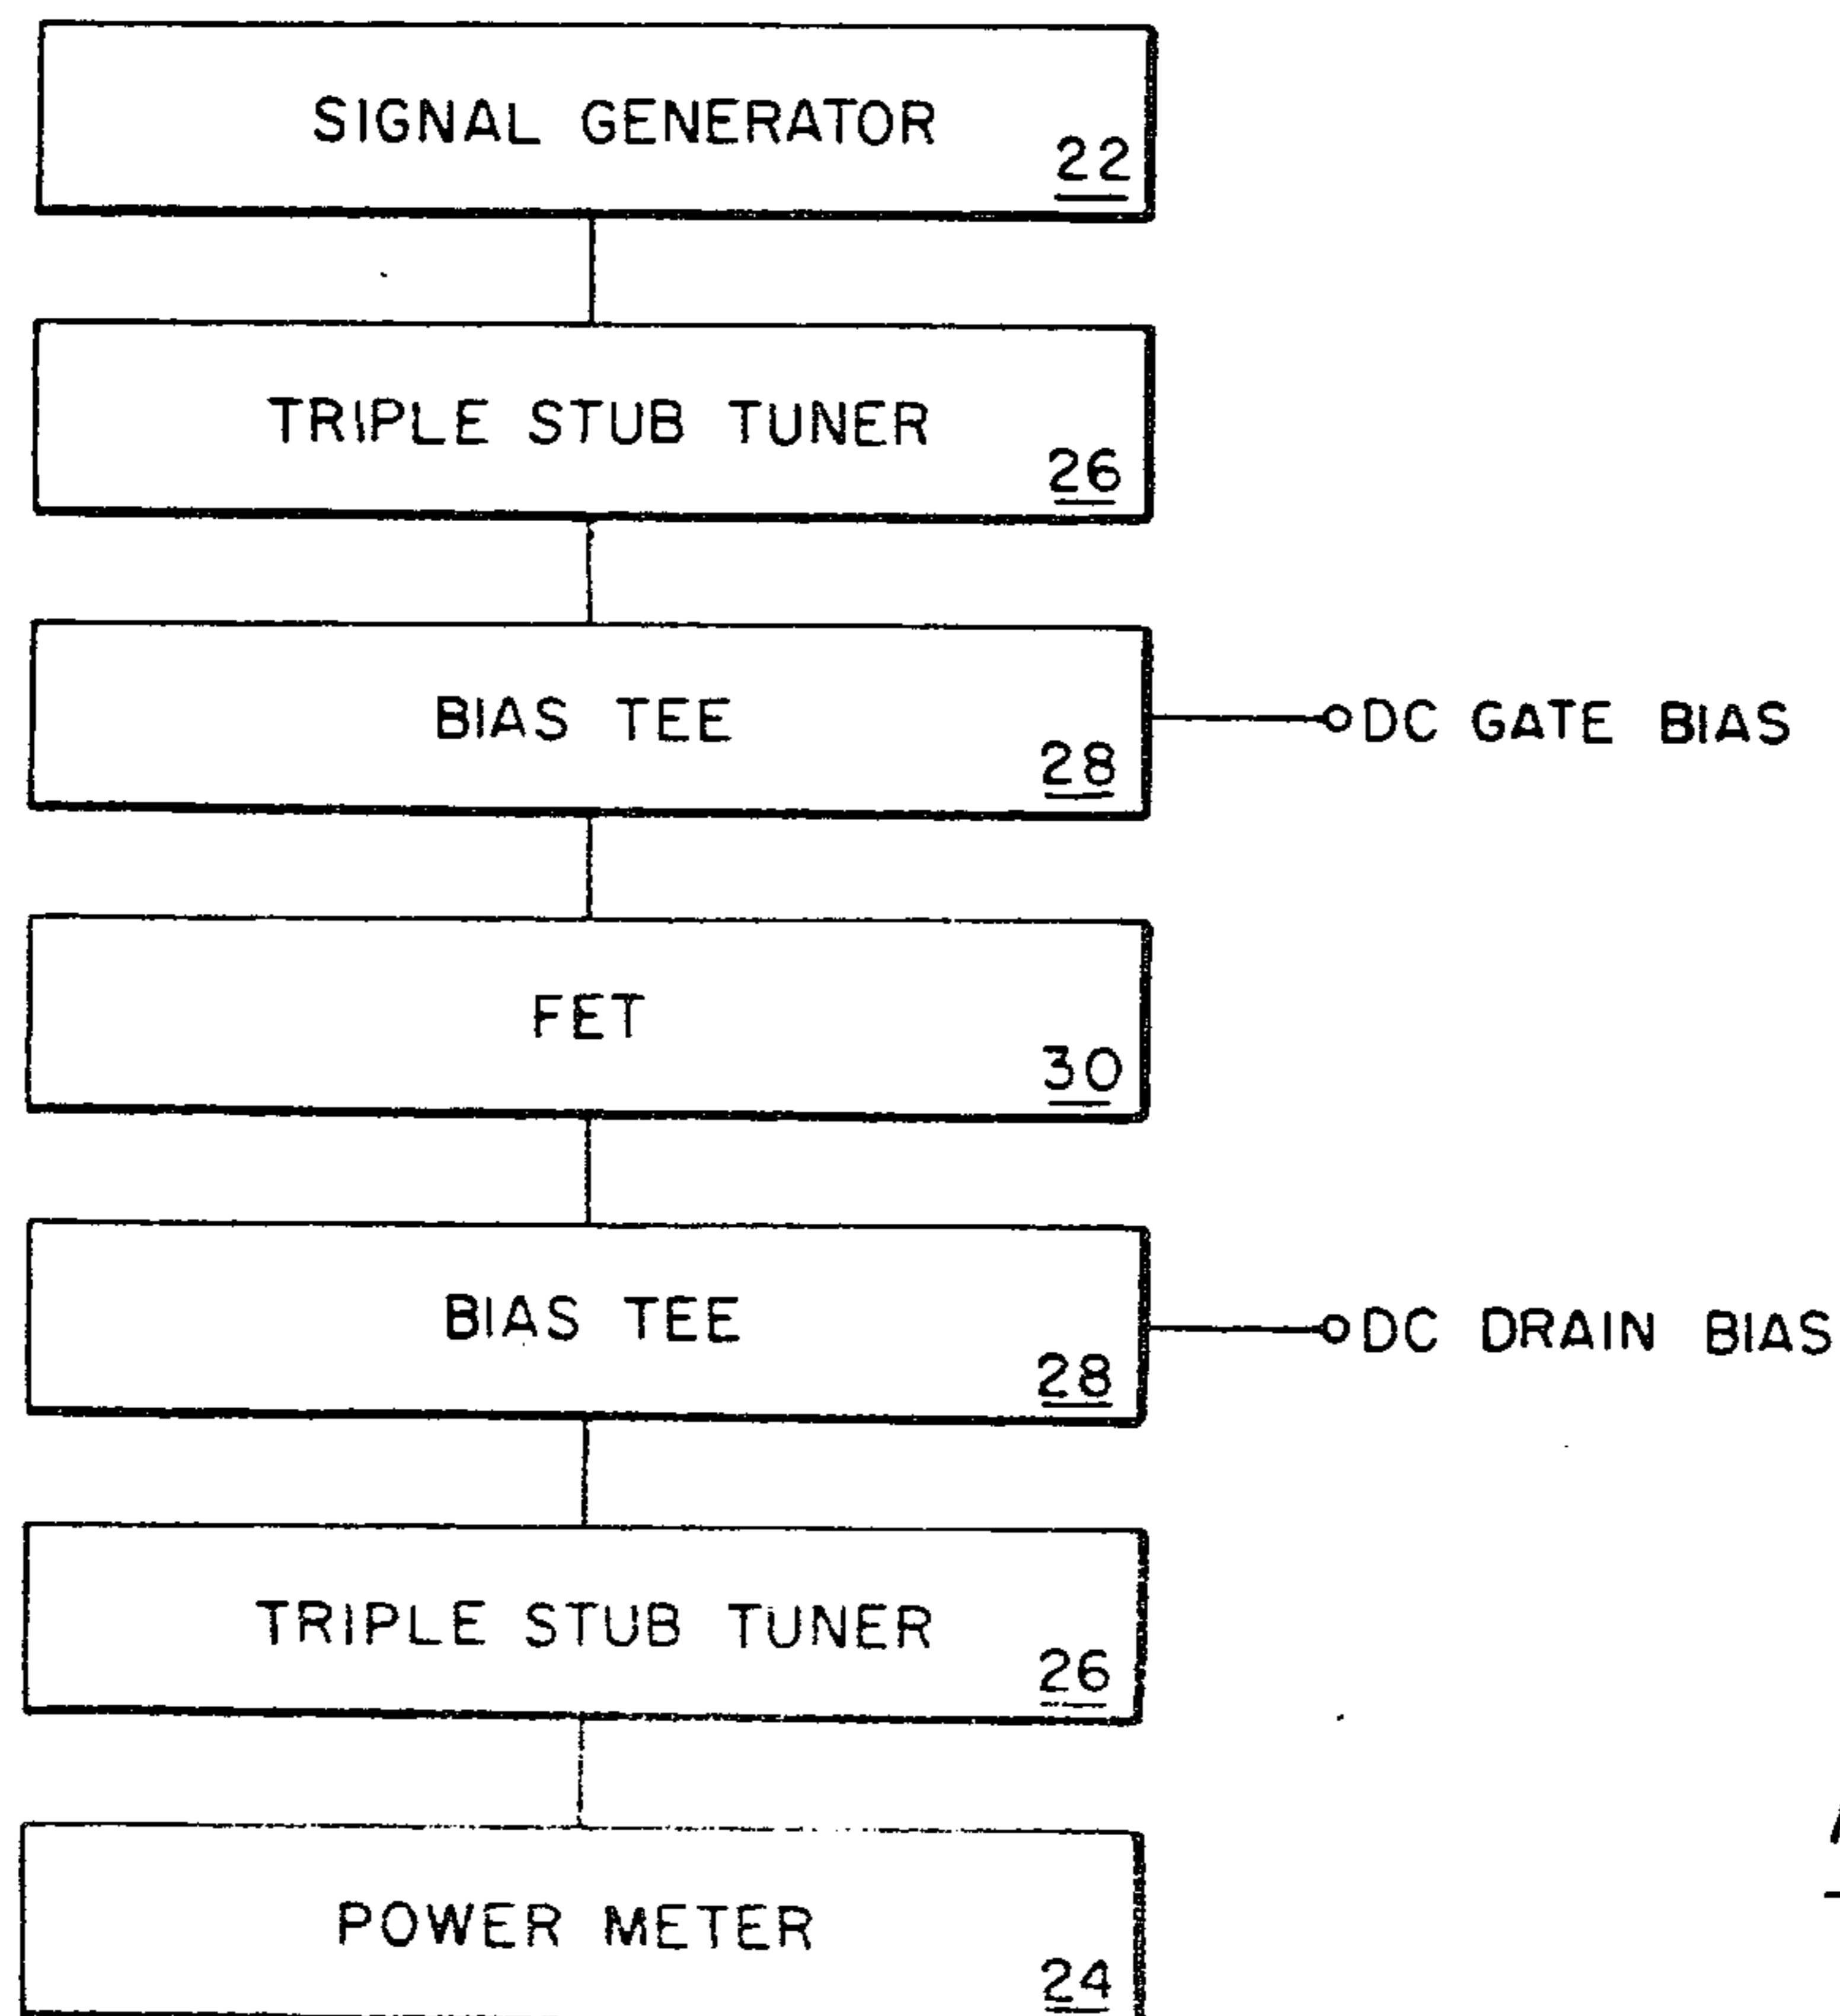 SIGNAL GENERATOR
22
TRIPLE STUB TUNER
26
BIAS TEE
28
DC GATE BIAS
FET
30
BIAS TEE
28
DC DRAIN BIAS
TRIPLE STUB TUNER
26
POWER METER
24